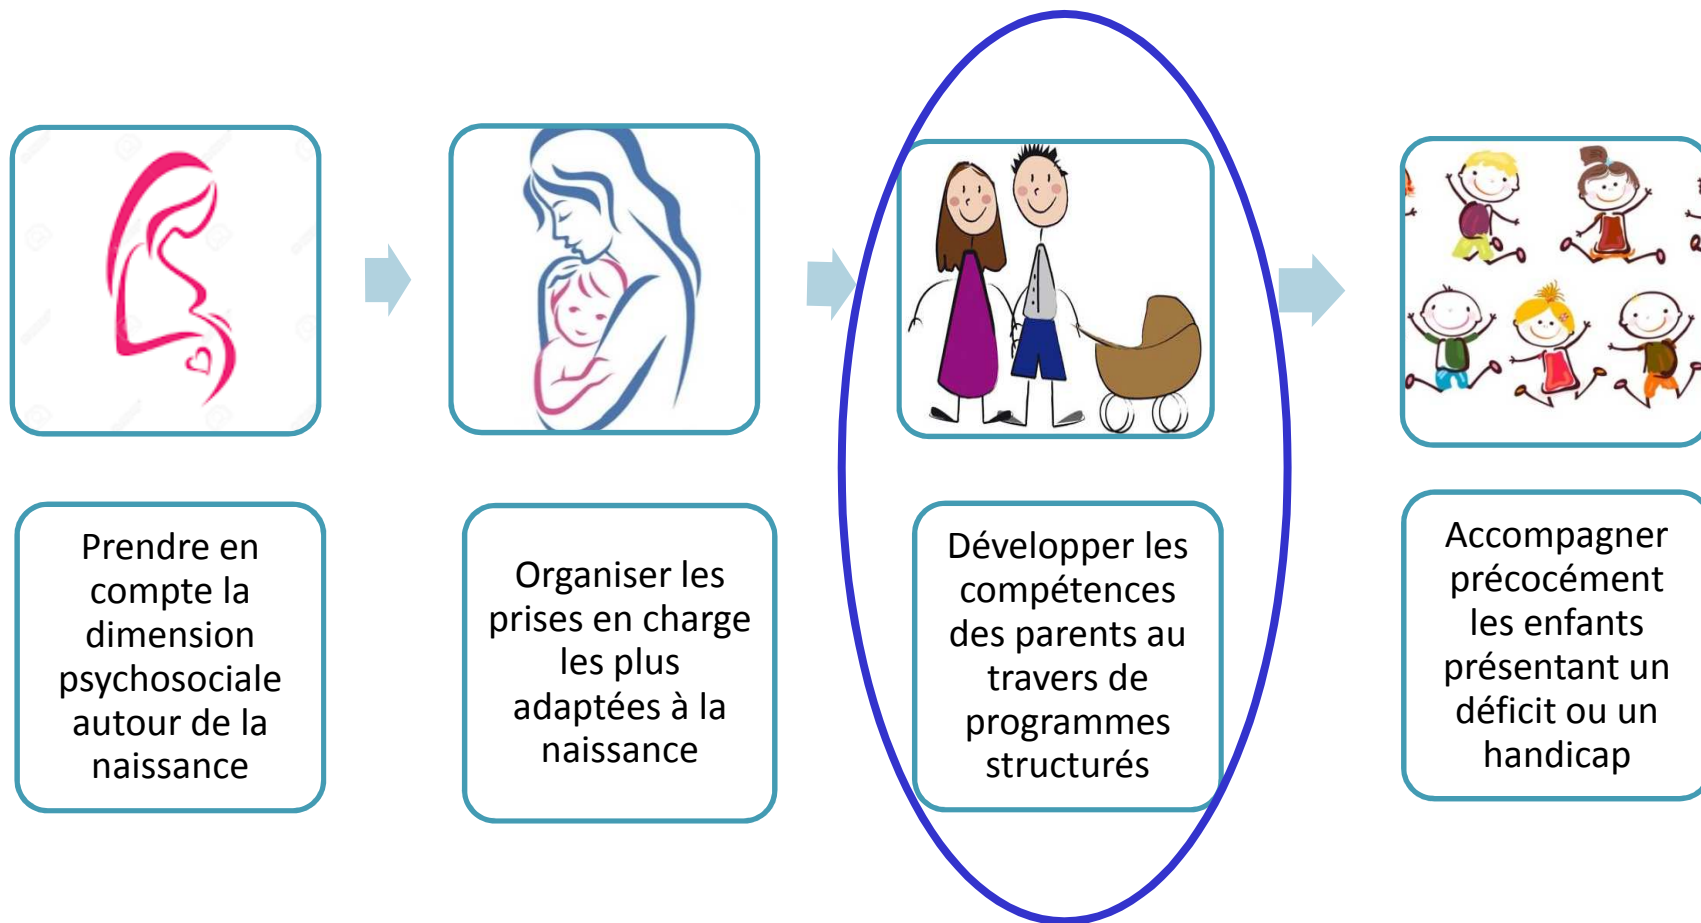 Prendre en
compte la
dimension
psychosociale
autour de la
naissance
Organiser les
prises en charge
les plus
adaptées à la
naissance
Développer les
compétences
des parents au
travers de
programmes
structurés
Accompagner
précocément
les enfants
présentant un
déficit ou un
handicap